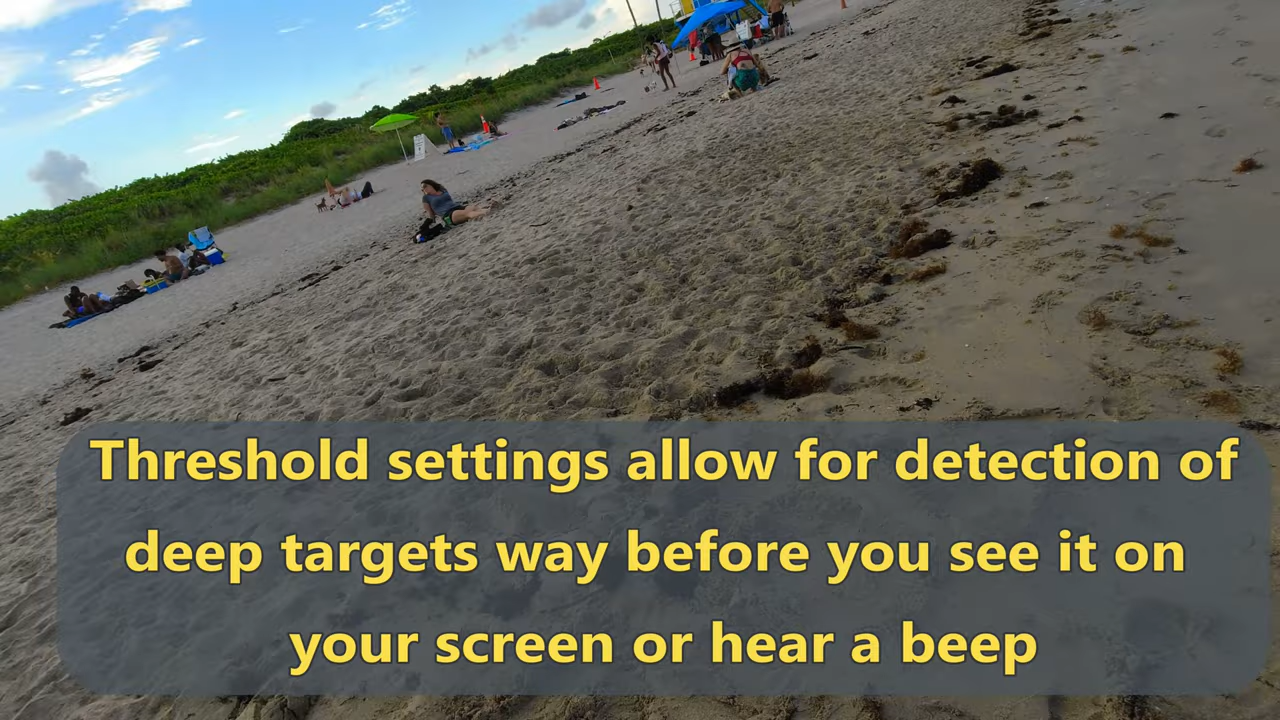 Threshold settings allow for detection of
deep targets way before you see it on
your screen or hear a beep